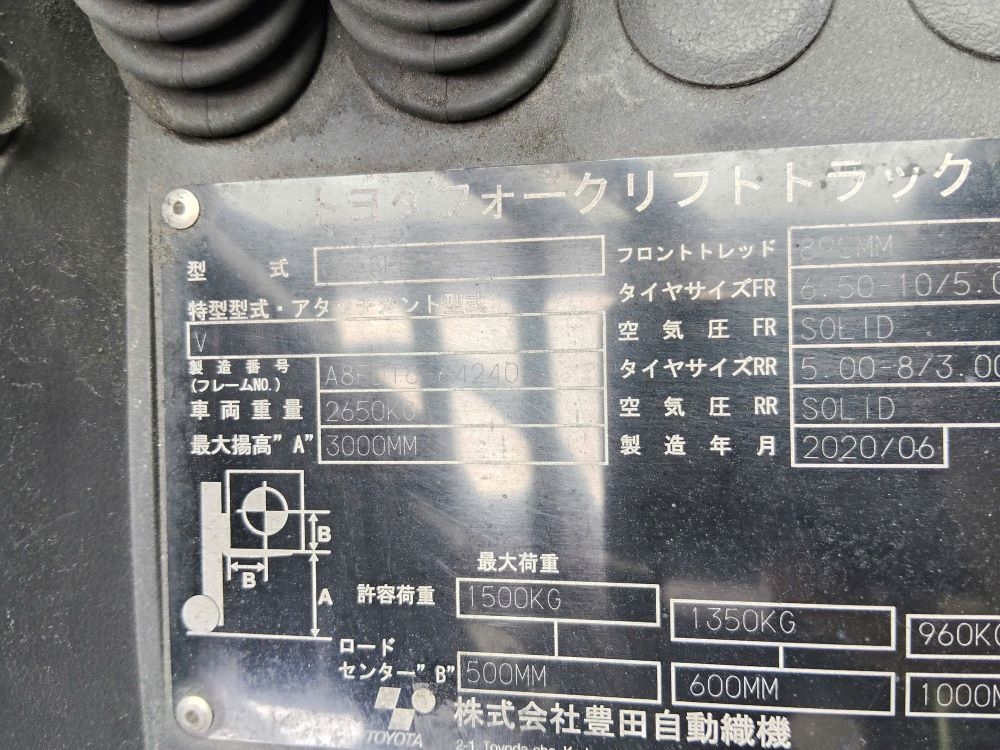 トヨタフォークリフトトラック
型式
特型型式・アタッチメント型式
V
製造番号
(フレームNO.)
車両重量 2650KG
最大揚高"A" 3000MM
フロントトレッド
タイヤサイズFR 6.50-10/5.0
空気圧 FR SOLID
タイヤサイズRR 5.00-8/3.00
空気圧 RR SOLID
製造年月 2020/06
B
B
A
最大荷重
許容荷重 1500KG 1350KG 960KG
ロード
センター"B" 500MM 600MM 1000M
TOYOTA
株式会社豊田自動織機